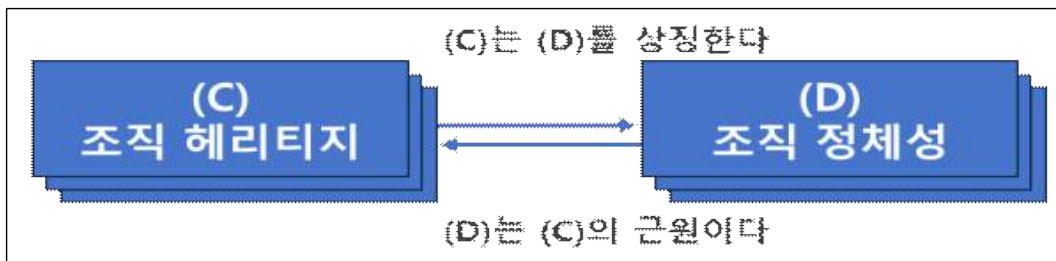 (C)는 (D)를 상징한다
(C)
조직 헤리티지
(D)
조직 정체성
(D)는 (C)의 근원이다